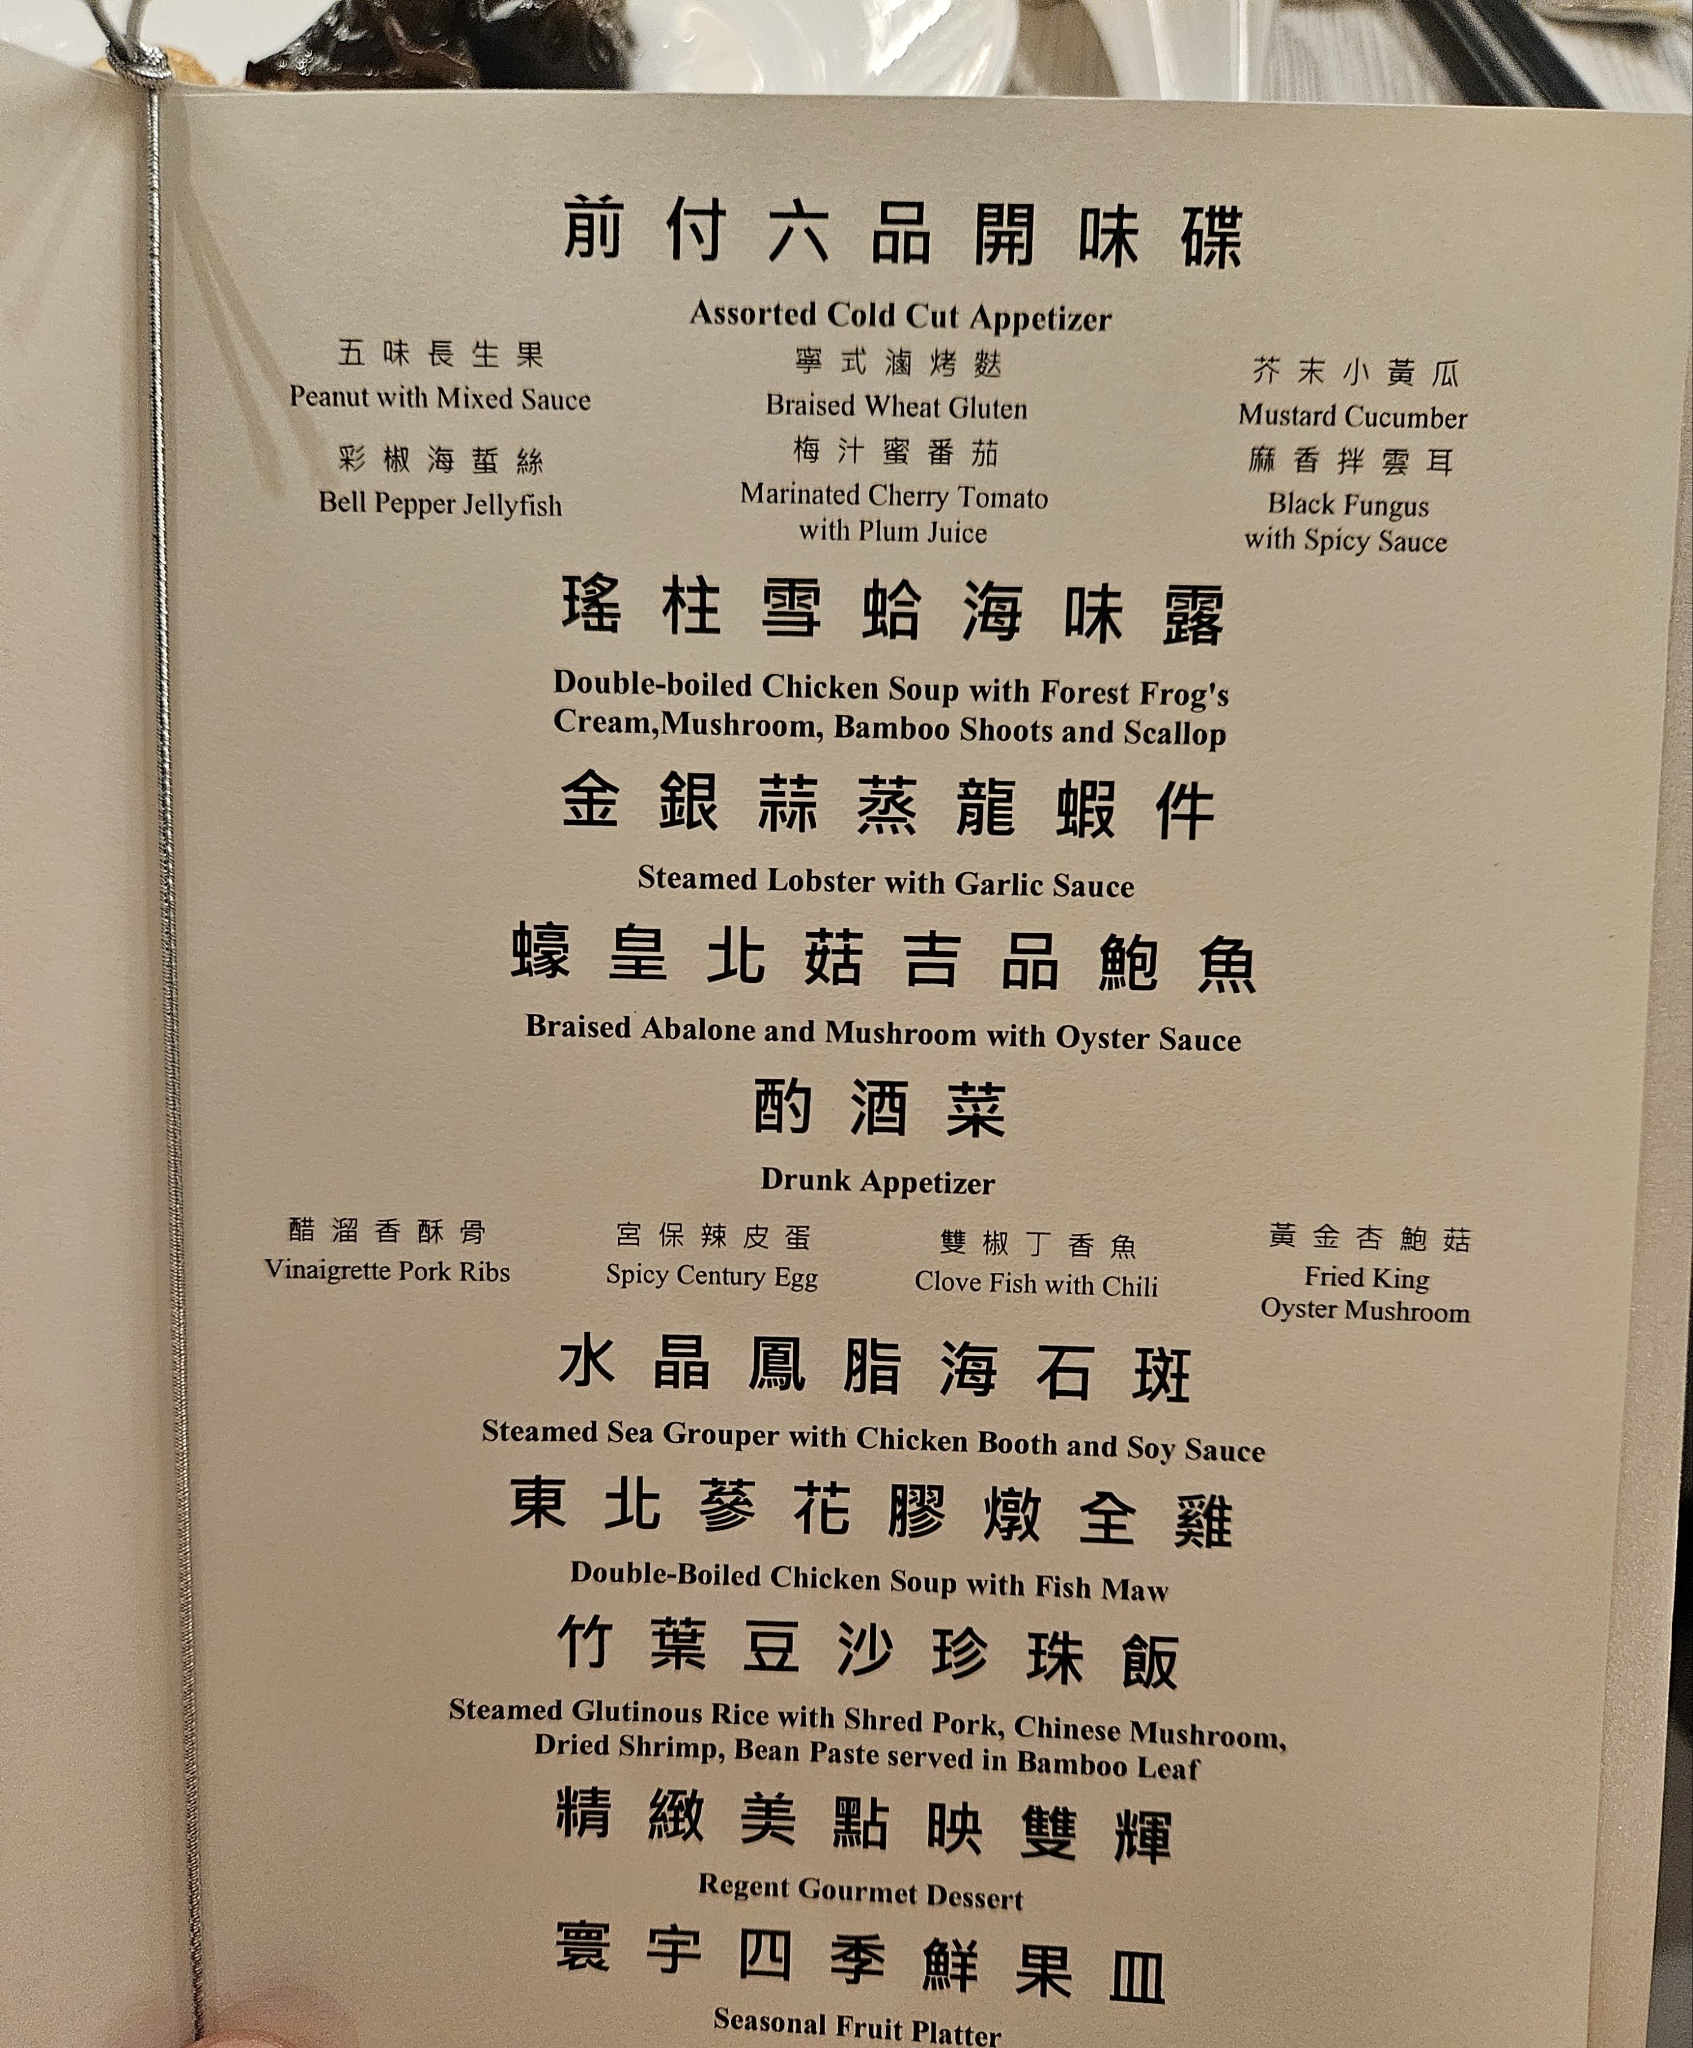 前付六品開味碟
Assorted Cold Cut Appetizer
五味長生果 寧式滷烤麩 芥末小黃瓜
Peanut with Mixed Sauce Braised Wheat Gluten Mustard Cucumber
彩椒海蜇絲 梅汁蜜番茄 麻香拌雲耳
Bell Pepper Jellyfish Marinated Cherry Tomato Black Fungus
with Plum Juice with Spicy Sauce
瑤柱雪蛤海味露
Double-boiled Chicken Soup with Forest Frog's
Cream,Mushroom, Bamboo Shoots and Scallop
金銀蒜蒸龍蝦件
Steamed Lobster with Garlic Sauce
蠔皇北菇吉品鮑魚
Braised Abalone and Mushroom with Oyster Sauce
酌酒菜
Drunk Appetizer
醋溜香酥骨 宮保辣皮蛋 雙椒丁香魚 黃金杏鮑菇
Vinaigrette Pork Ribs Spicy Century Egg Clove Fish with Chili Fried King
Oyster Mushroom
水晶鳳脂海石斑
Steamed Sea Grouper with Chicken Booth and Soy Sauce
東北蔘花膠燉全雞
Double-Boiled Chicken Soup with Fish Maw
竹葉豆沙珍珠飯
Steamed Glutinous Rice with Shred Pork, Chinese Mushroom,
Dried Shrimp, Bean Paste served in Bamboo Leaf
精緻美點映雙輝
Regent Gourmet Dessert
寰宇四季鮮果皿
Seasonal Fruit Platter